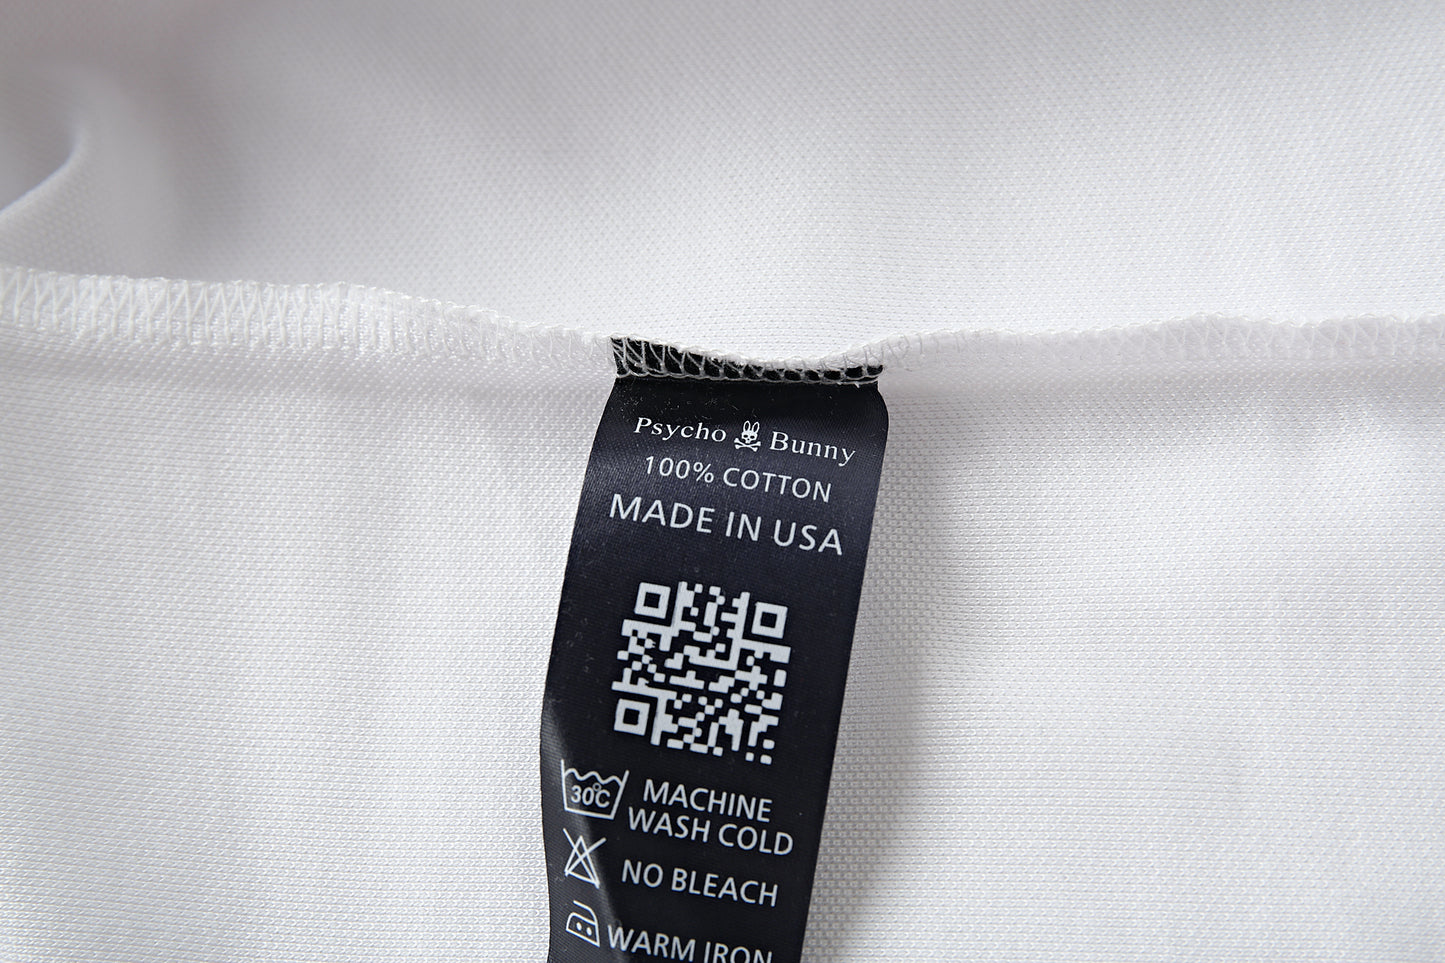 Psycho Bunny
100% COTTON
MADE IN USA
30°C
MACHINE
WASH COLD
NO BLEACH
WARM IRON